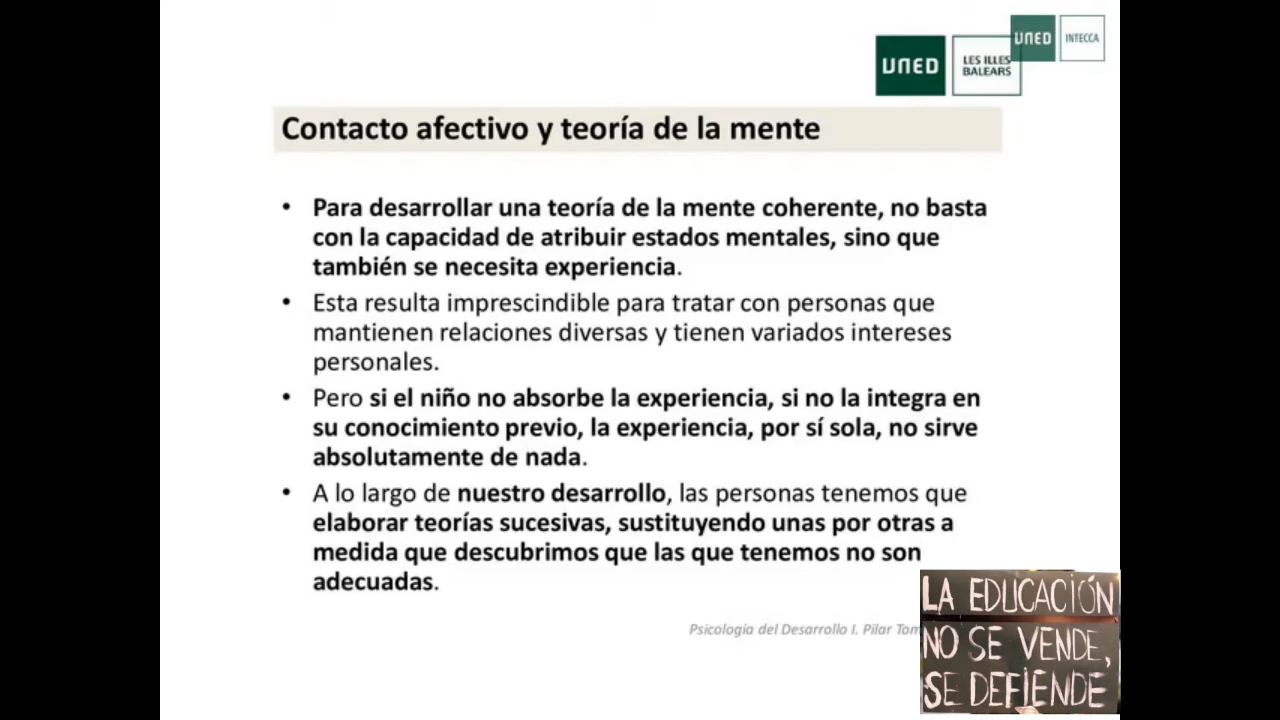 UNED
INTECCA
UNED
LES ILLES
BALEARS
Contacto afectivo y teoría de la mente
• Para desarrollar una teoría de la mente coherente, no basta
con la capacidad de atribuir estados mentales, sino que
también se necesita experiencia.
• Esta resulta imprescindible para tratar con personas que
mantienen relaciones diversas y tienen variados intereses
personales.
• Pero si el niño no absorbe la experiencia, si no la integra en
su conocimiento previo, la experiencia, por sí sola, no sirve
absolutamente de nada.
• A lo largo de nuestro desarrollo, las personas tenemos que
elaborar teorías sucesivas, sustituyendo unas por otras a
medida que descubrimos que las que tenemos no son
adecuadas.
Psicología del Desarrollo I. Pilar
LA EDUCACIÓN
NO SE VENDE,
SE DEFIENDE